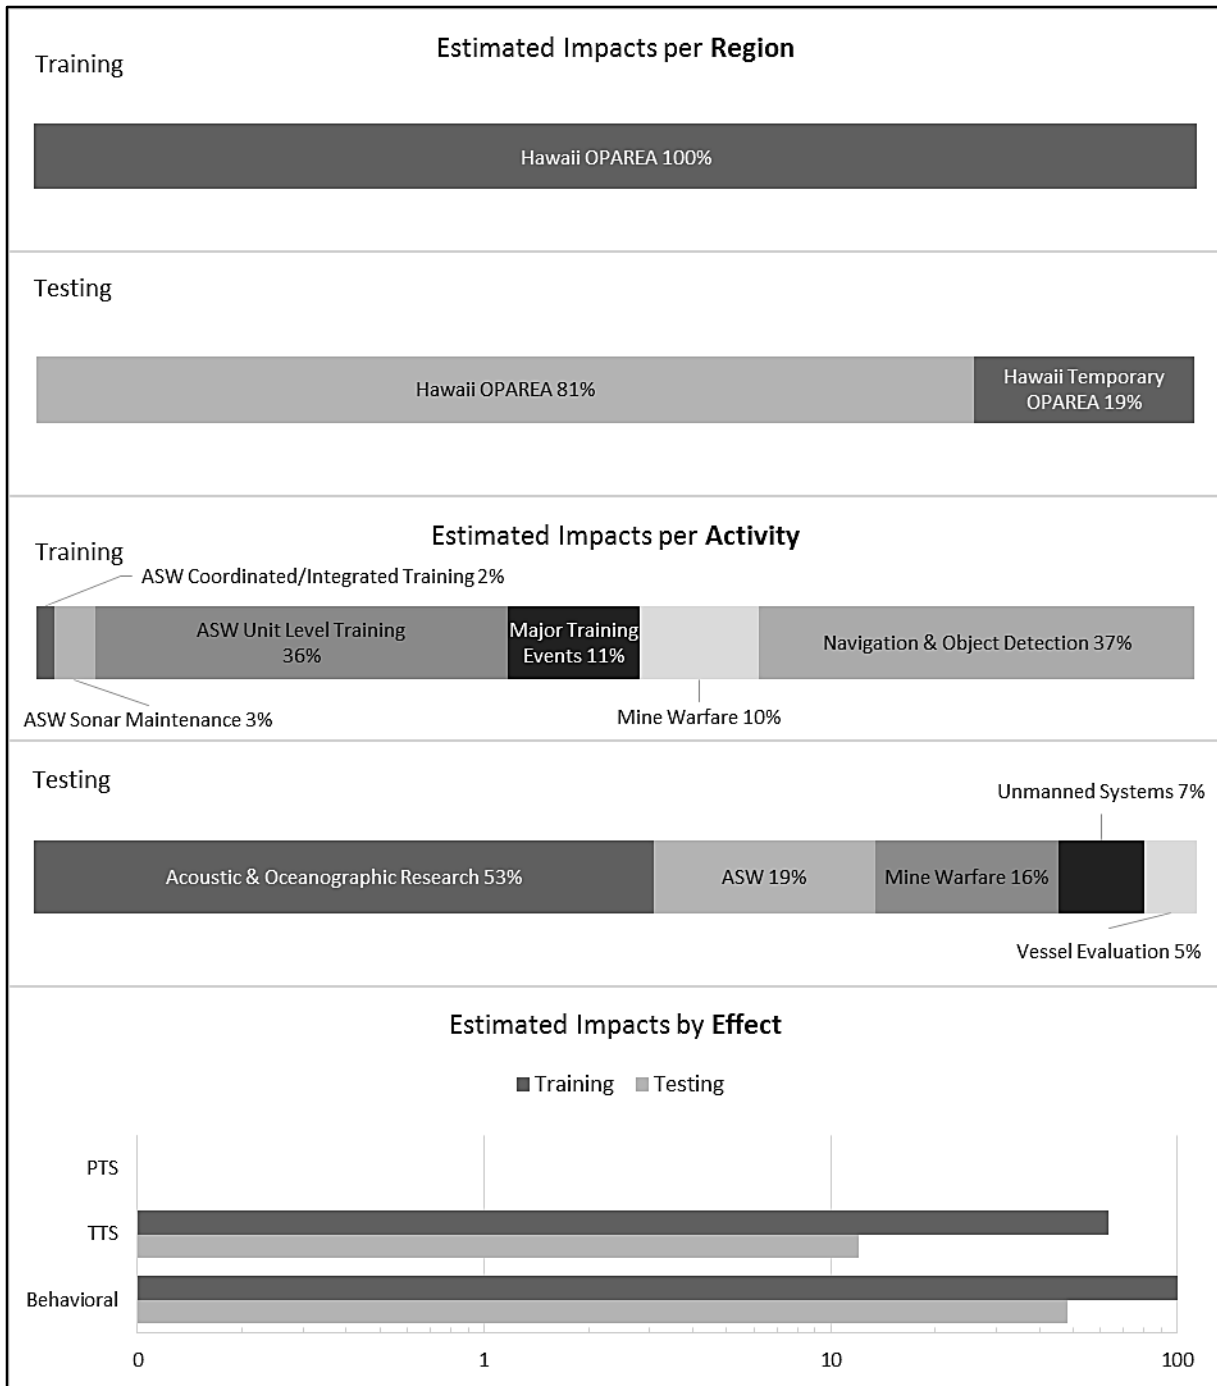 Estimated Impacts per Region
Training
Hawaii OPAREA 100%
Testing
Hawaii OPAREA 81%
Hawaii Temporary
OPAREA 19%
Estimated Impacts per Activity
Training
ASW Coordinated/Integrated Training 2%
ASW Unit Level Training
36%
Major Training
Events 11%
Navigation & Object Detection 37%
ASW Sonar Maintenance 3%
Mine Warfare 10%
Testing
Unmanned Systems 7%
Acoustic & Oceanographic Research 53%
ASW 19%
Mine Warfare 16%
Vessel Evaluation 5%
Estimated Impacts by Effect
Training
Testing
PTS
TTS
Behavioral
0
1
10
100